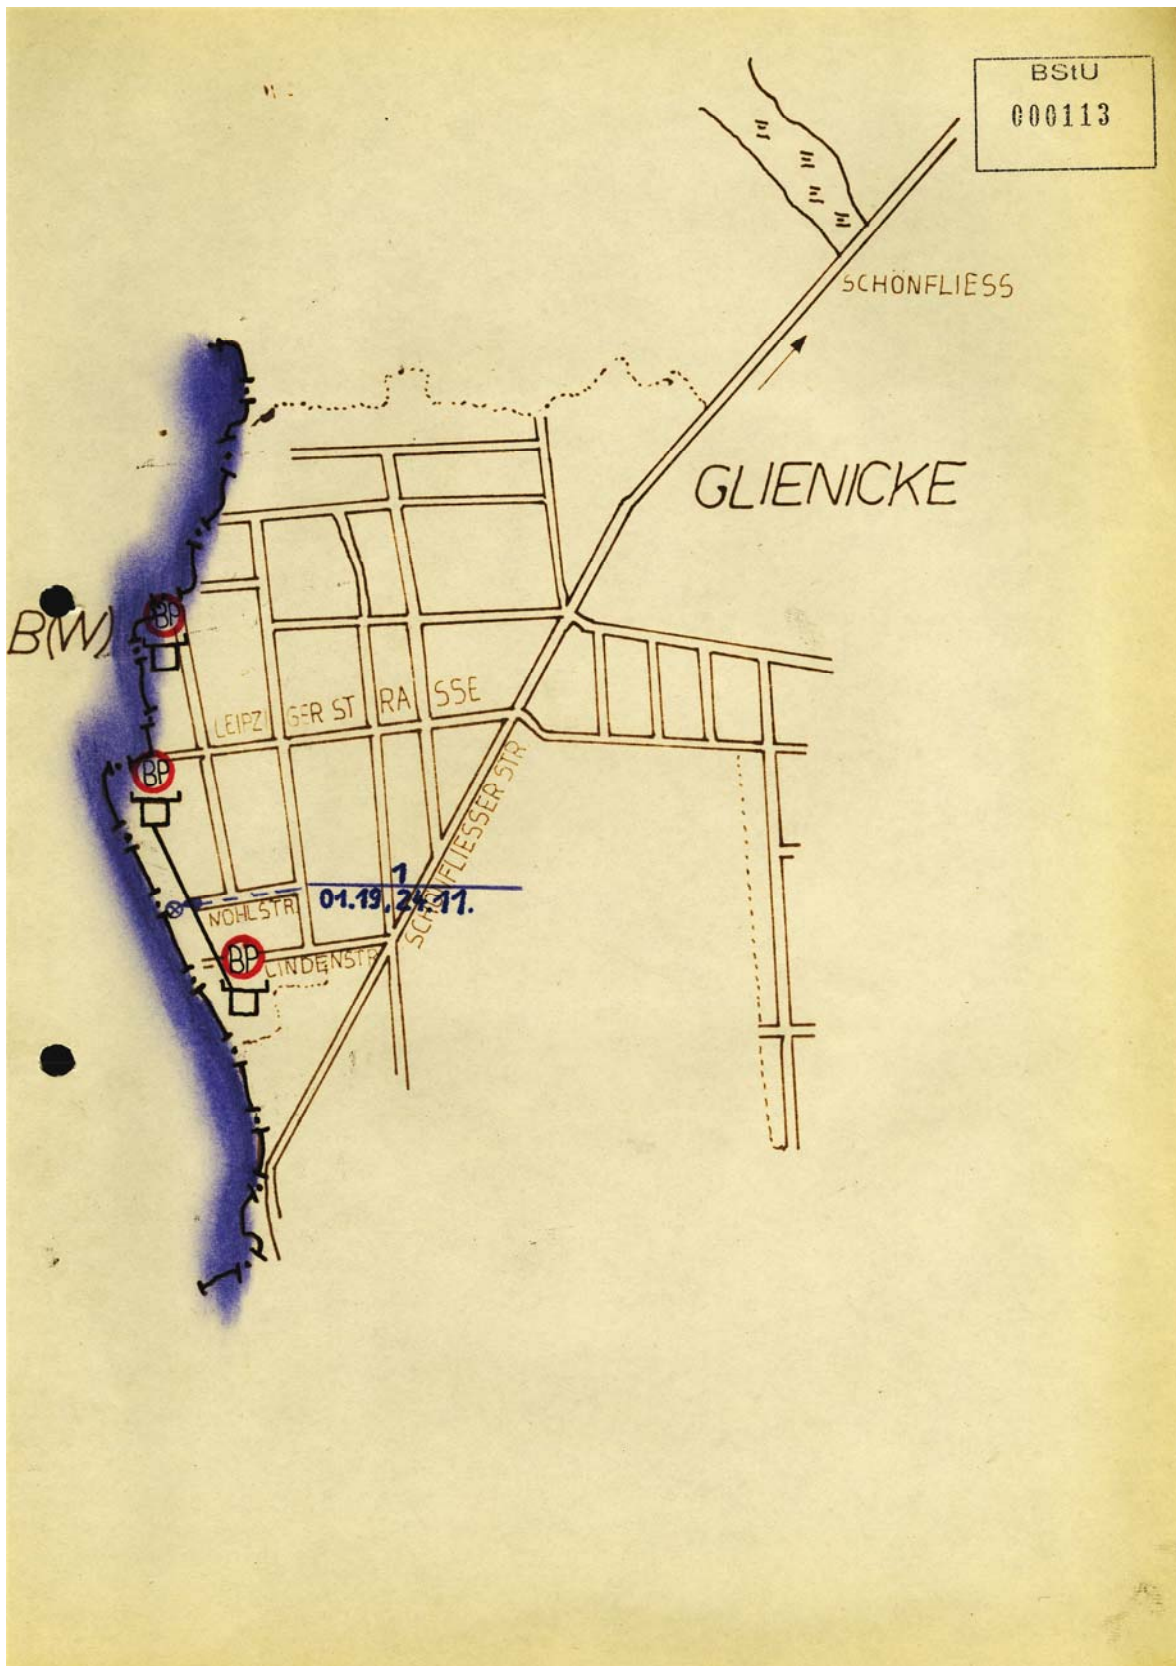 BStU
000113
SCHÖNFLIESS
GLIENICKE
B(W)
BP
LEIPZIGER STRASSE
BP
SCHÖNFLIESSER STR
1
01.19, 24.11.
NOHLSTR.
BP
LINDENSTR